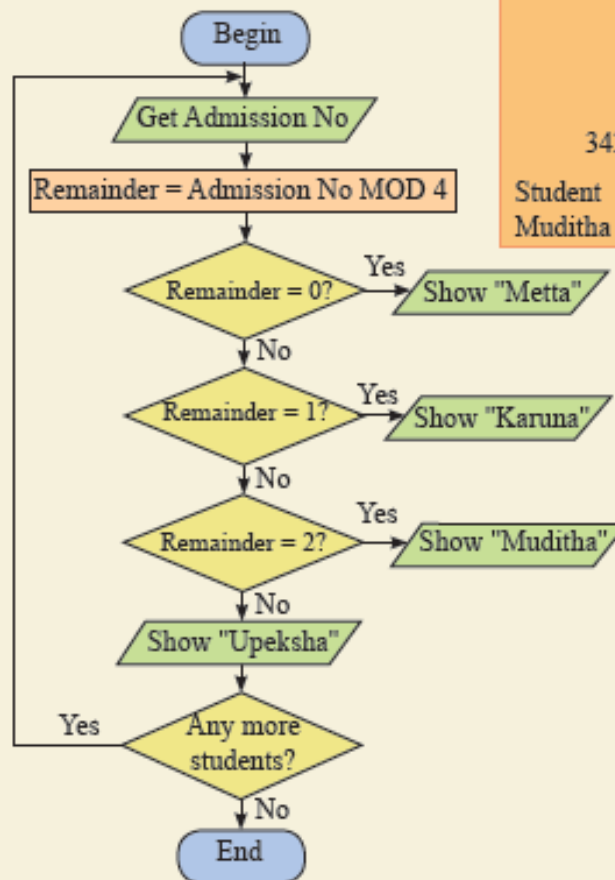 Begin
Get Admission No
Remainder = Admission No MOD 4
Student
Muditha
Remainder = 0?
Yes
Show "Metta"
No
Remainder = 1?
Yes
Show "Karuna"
No
Remainder = 2?
Yes
Show "Muditha"
No
Show "Upeksha"
Yes
Any more
students?
No
End